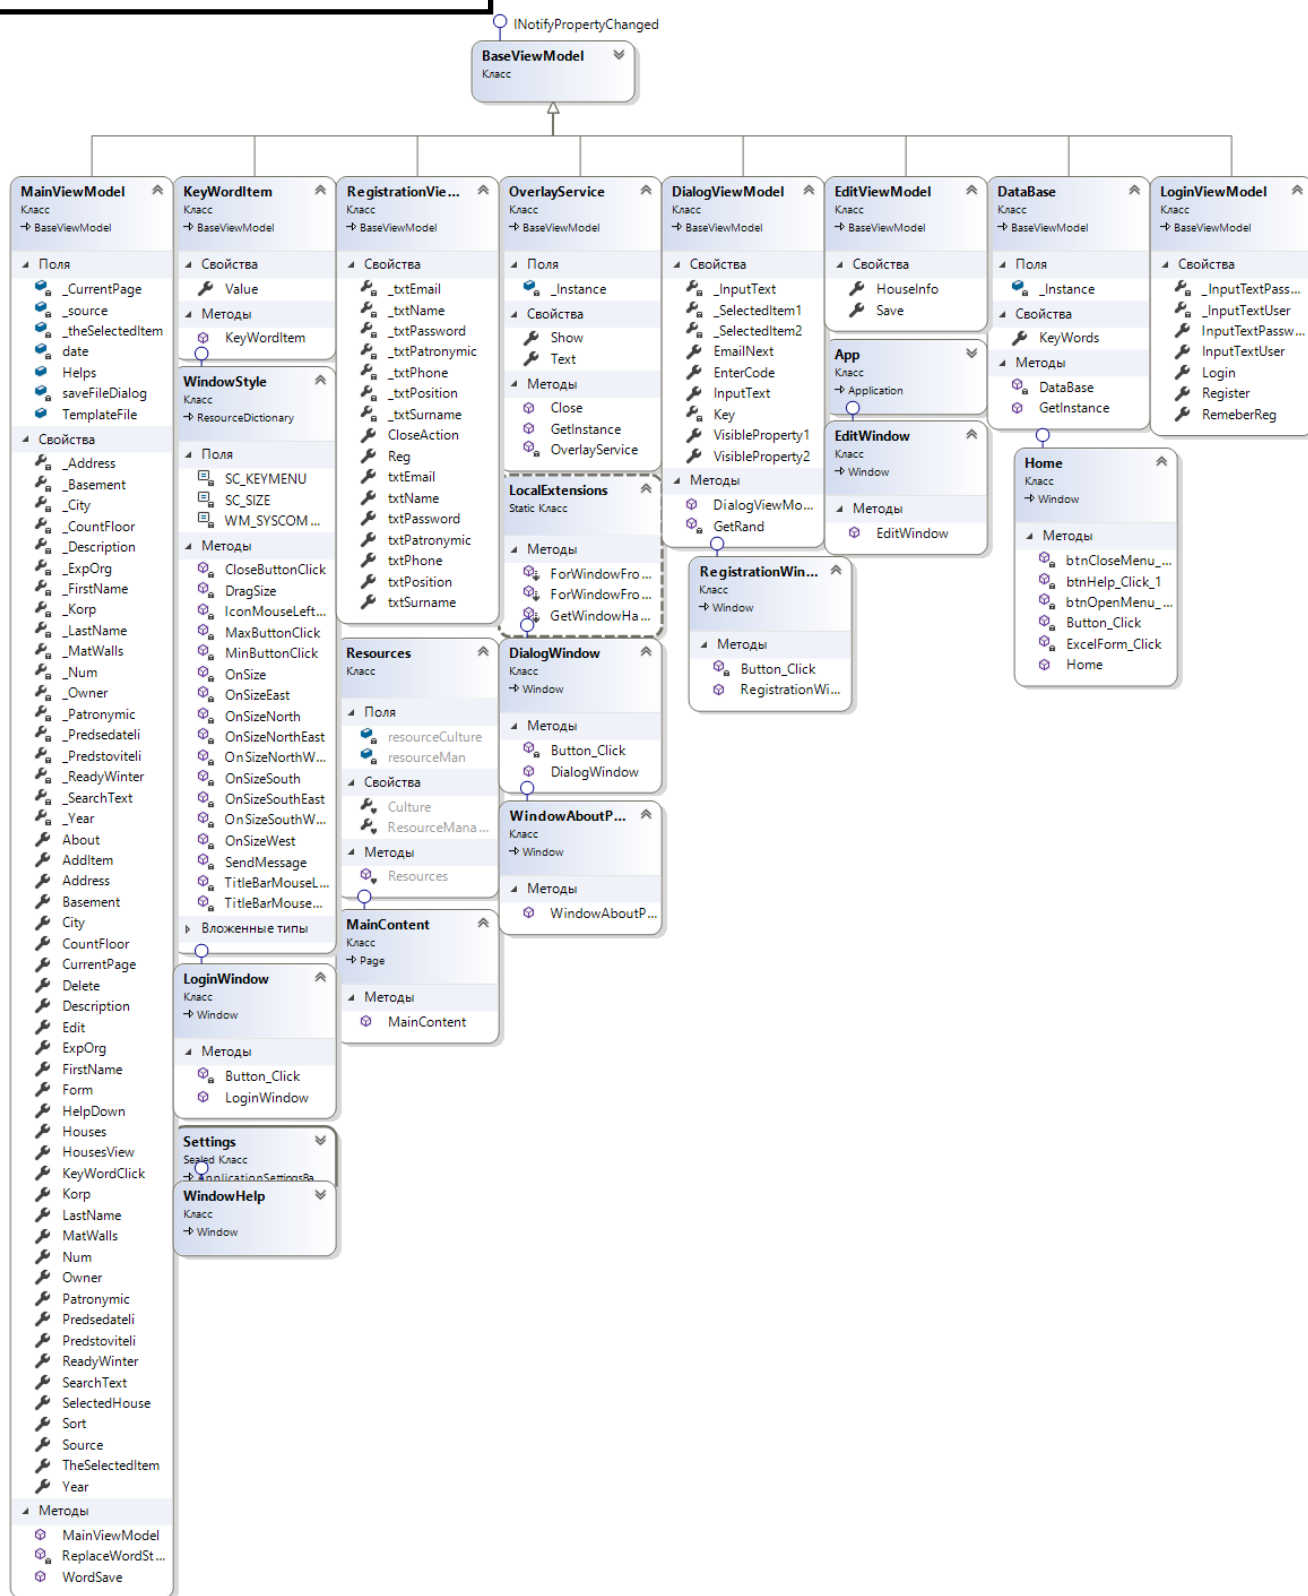 INotifyPropertyChanged
BaseViewModel
Класс
MainViewModel
Класс
BaseViewModel
Поля
_CurrentPage
_source
_theSelectedItem
date
Helps
saveFileDialog
TemplateFile
Свойства
_Address
_Basement
_City
_CountFloor
_Description
_ExpOrg
_FirstName
_Korp
_LastName
_MatWalls
_Num
_Owner
_Patronymic
_Predsedateli
_Predstoviteli
_ReadyWinter
_SearchText
_Year
About
AddItem
Address
Basement
City
CountFloor
CurrentPage
Delete
Description
Edit
ExpOrg
FirstName
Form
HelpDown
Houses
HousesView
KeyWordClick
Korp
LastName
MatWalls
Num
Owner
Patronymic
Predsedateli
Predstoviteli
ReadyWinter
SearchText
SelectedHouse
Sort
Source
TheSelectedItem
Year
Методы
MainViewModel
ReplaceWordSt...
WordSave
KeyWordItem
Класс
BaseViewModel
Свойства
Value
Методы
KeyWordItem
WindowStyle
Класс
ResourceDictionary
Поля
SC_KEYMENU
SC_SIZE
WM_SYSCOM...
Методы
CloseButtonClick
DragSize
IconMouseLeft...
MaxButtonClick
MinButtonClick
OnSize
OnSizeEast
OnSizeNorth
OnSizeNorthEast
OnSizeNorthW...
OnSizeSouth
OnSizeSouthEast
OnSizeSouthW...
OnSizeWest
SendMessage
TitleBarMouseL...
TitleBarMouse...
Вложенные типы
LoginWindow
Класс
Window
Методы
Button_Click
LoginWindow
Settings
Sealed Класс
ApplicationSettingsBa
WindowHelp
Класс
Window
RegistrationVie...
Класс
BaseViewModel
Свойства
_txtEmail
_txtName
_txtPassword
_txtPatronymic
_txtPhone
_txtPosition
_txtSurname
CloseAction
Reg
txtEmail
txtName
txtPassword
txtPatronymic
txtPhone
txtPosition
txtSurname
Resources
Класс
Поля
resourceCulture
resourceMan
Свойства
Culture
ResourceMana...
Методы
Resources
MainContent
Класс
Page
Методы
MainContent
OverlayService
Класс
BaseViewModel
Поля
_Instance
Свойства
Show
Text
Методы
Close
GetInstance
OverlayService
LocalExtensions
Static Класс
Методы
ForWindowFro...
ForWindowFro...
GetWindowHa...
DialogWindow
Класс
Window
Методы
Button_Click
DialogWindow
WindowAboutP...
Класс
Window
Методы
WindowAboutP...
DialogViewModel
Класс
BaseViewModel
Свойства
_InputText
_SelectedItem1
_SelectedItem2
EmailNext
EnterCode
InputText
Key
VisibleProperty1
VisibleProperty2
Методы
DialogViewMo...
GetRand
RegistrationWin...
Класс
Window
Методы
Button_Click
RegistrationWi...
EditViewModel
Класс
BaseViewModel
Свойства
HouseInfo
Save
App
Класс
Application
EditWindow
Класс
Window
Методы
EditWindow
DataBase
Класс
BaseViewModel
Поля
_Instance
Свойства
KeyWords
Методы
DataBase
GetInstance
Home
Класс
Window
Методы
btnCloseMenu_...
btnHelp_Click_1
btnOpenMenu_...
Button_Click
ExcelForm_Click
Home
LoginViewModel
Класс
BaseViewModel
Свойства
_InputTextPass...
_InputTextUser
InputTextPassw...
InputTextUser
Login
Register
RemeberReg